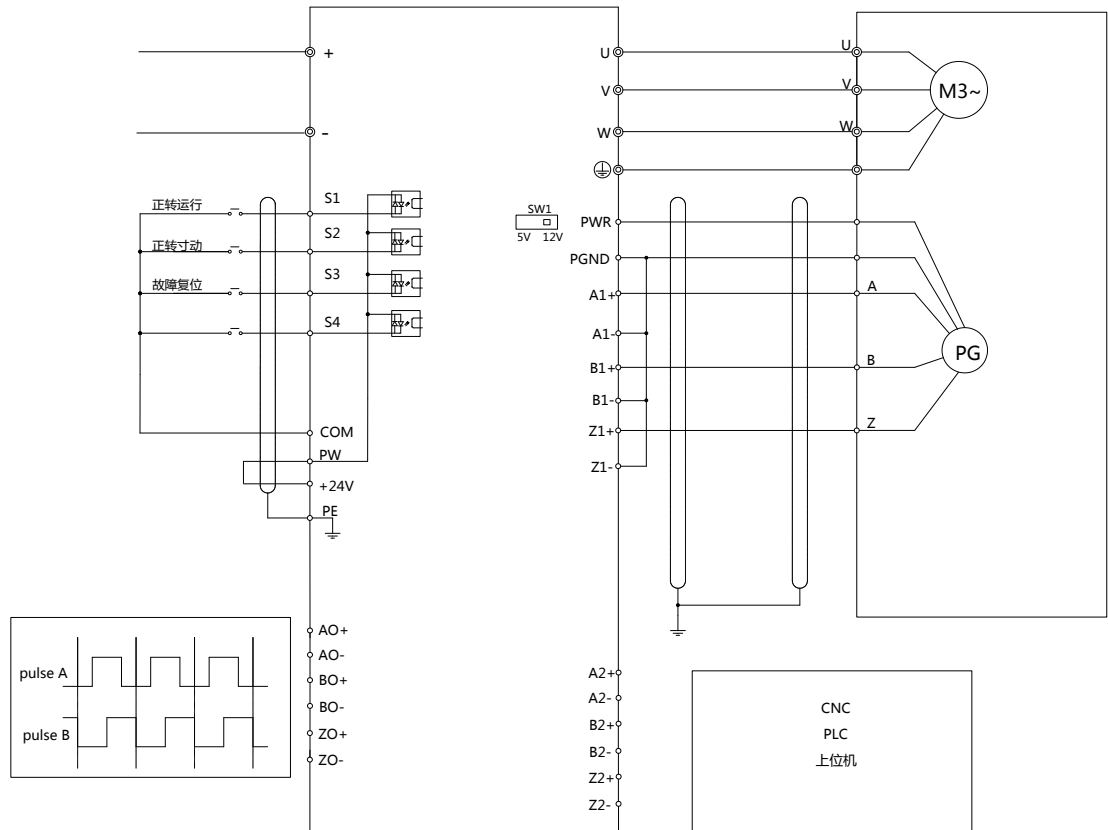 +
-
正转运行
S1
正转寸动
S2
故障复位
S3
S4
COM
PW
+24V
PE
U
V
W
SW1
5V 12V
PWR
PGND
A1+
A1-
B1+
B1-
Z1+
Z1-
U
V
W
M3~
A
B
Z
PG
pulse A
pulse B
AO+
AO-
BO+
BO-
ZO+
ZO-
A2+
A2-
B2+
B2-
Z2+
Z2-
CNC
PLC
上位机